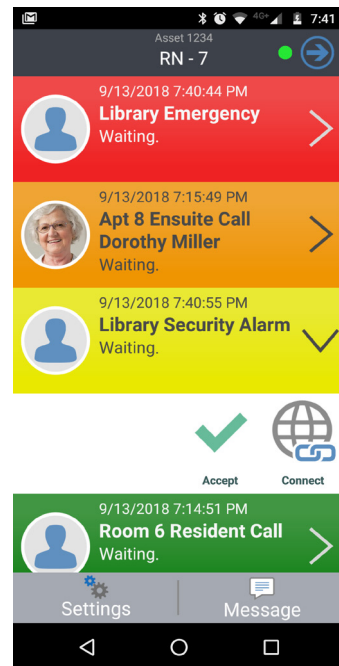 4G+ 7:41
Asset 1234
RN - 7
9/13/2018 7:40:44 PM
Library Emergency
Waiting.
9/13/2018 7:15:49 PM
Apt 8 Ensuite Call
Dorothy Miller
Waiting.
9/13/2018 7:40:55 PM
Library Security Alarm
Waiting.
Accept Connect
9/13/2018 7:14:51 PM
Room 6 Resident Call
Waiting.
Settings Message